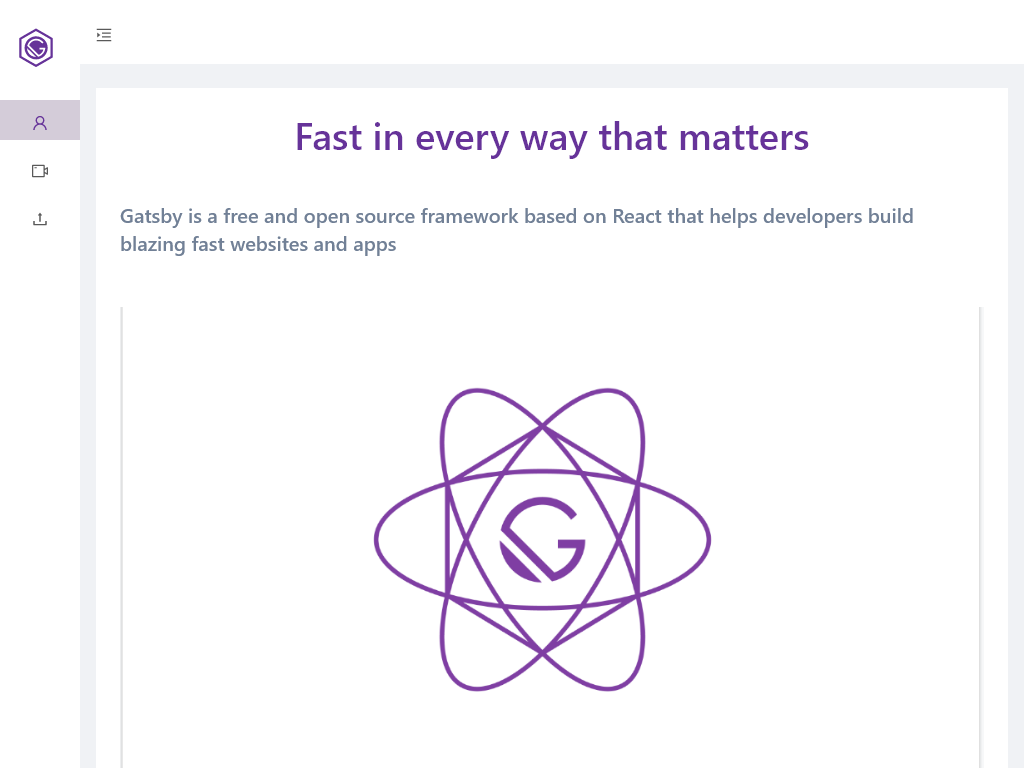 Fast in every way that matters
Gatsby is a free and open source framework based on React that helps developers build
blazing fast websites and apps